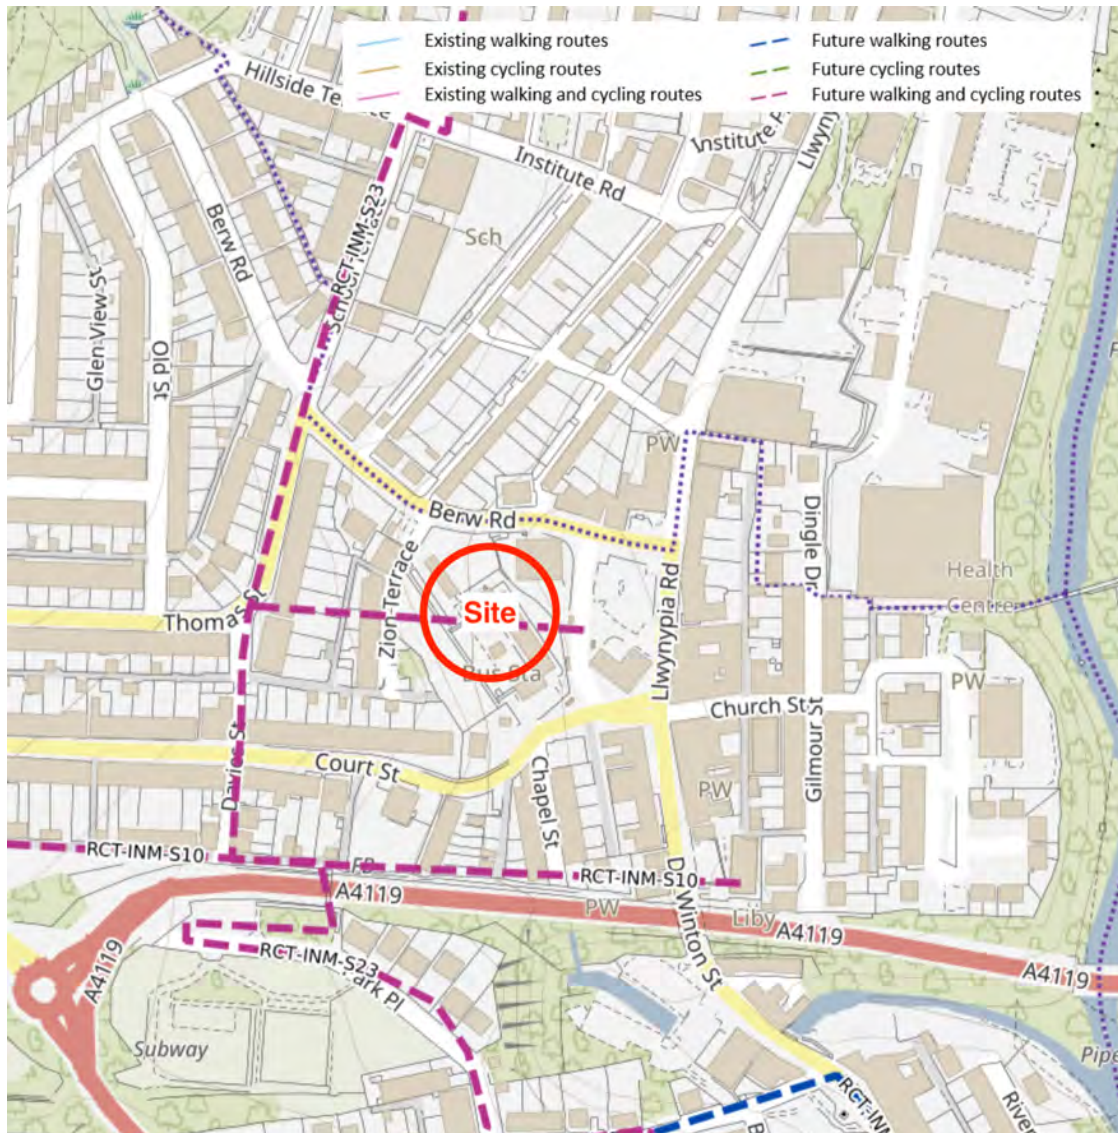 Existing walking routes
Existing cycling routes
Existing walking and cycling routes
Future walking routes
Future cycling routes
Future walking and cycling routes
Hillside Te
Institute Rd
Institute
Llwyny
RCT-INM-S23
Sch
Berw Rd
Glen View St
Old St
PW
Berw Rd
Dingle Dr
Health
Centre
Zion Terrace
Site
Thomas St
Llwynypia Rd
Bus Sta
PW
Church St
Gilmour St
Davies St
Court St
Chapel St
PW
RCT-INM-S10
FB
RCT-INM-S10
A4119
PW
Liby
A4119
A4119
A4119
D Winton St
RCT-INM-S23
Park Pl
Subway
Pipe
RCT-INM
River